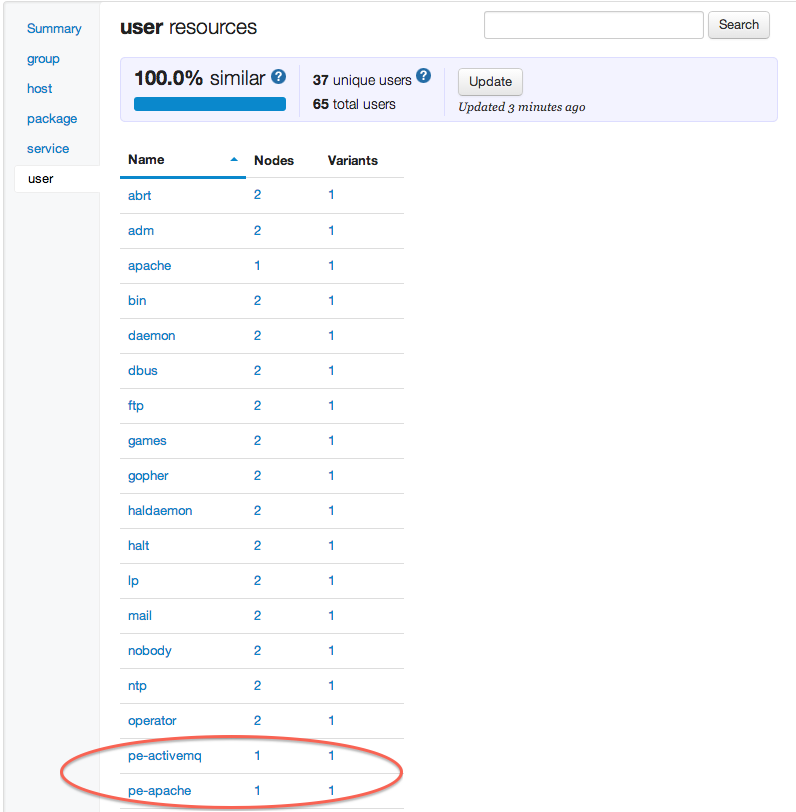 Summary
group
host
package
service
user
user resources
Search
100.0% similar ?
37 unique users ?
65 total users
Update
Updated 3 minutes ago
Name Nodes Variants
abrt 2 1
adm 2 1
apache 1 1
bin 2 1
daemon 2 1
dbus 2 1
ftp 2 1
games 2 1
gopher 2 1
haldaemon 2 1
halt 2 1
lp 2 1
mail 2 1
nobody 2 1
ntp 2 1
operator 2 1
pe-activemq 1 1
pe-apache 1 1